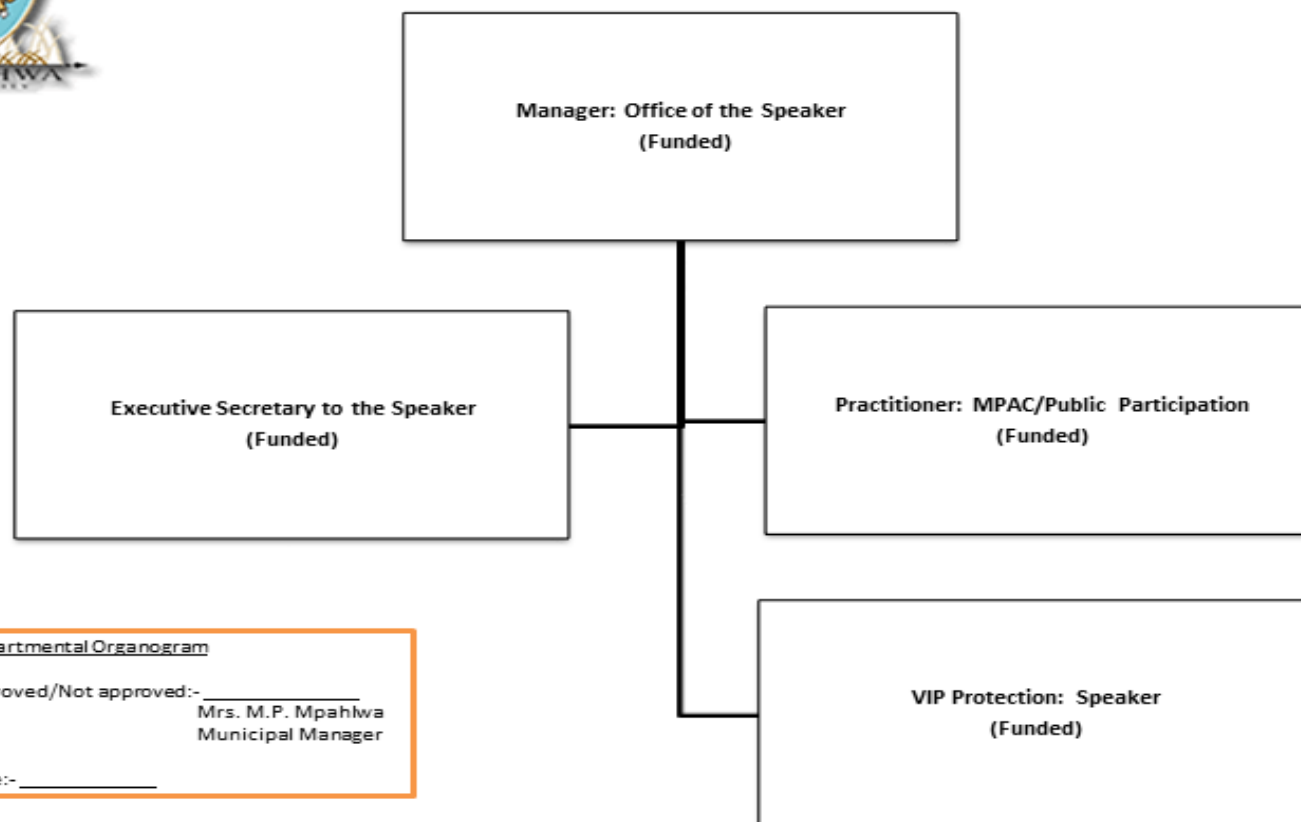 Manager: Office of the Speaker
(Funded)
Executive Secretary to the Speaker
(Funded)
Practitioner: MPAC/Public Participation
(Funded)
VIP Protection: Speaker
(Funded)
artmental Organogram
oved/Not approved:-
Mrs. M.P. Mpahlwa
Municipal Manager
:-